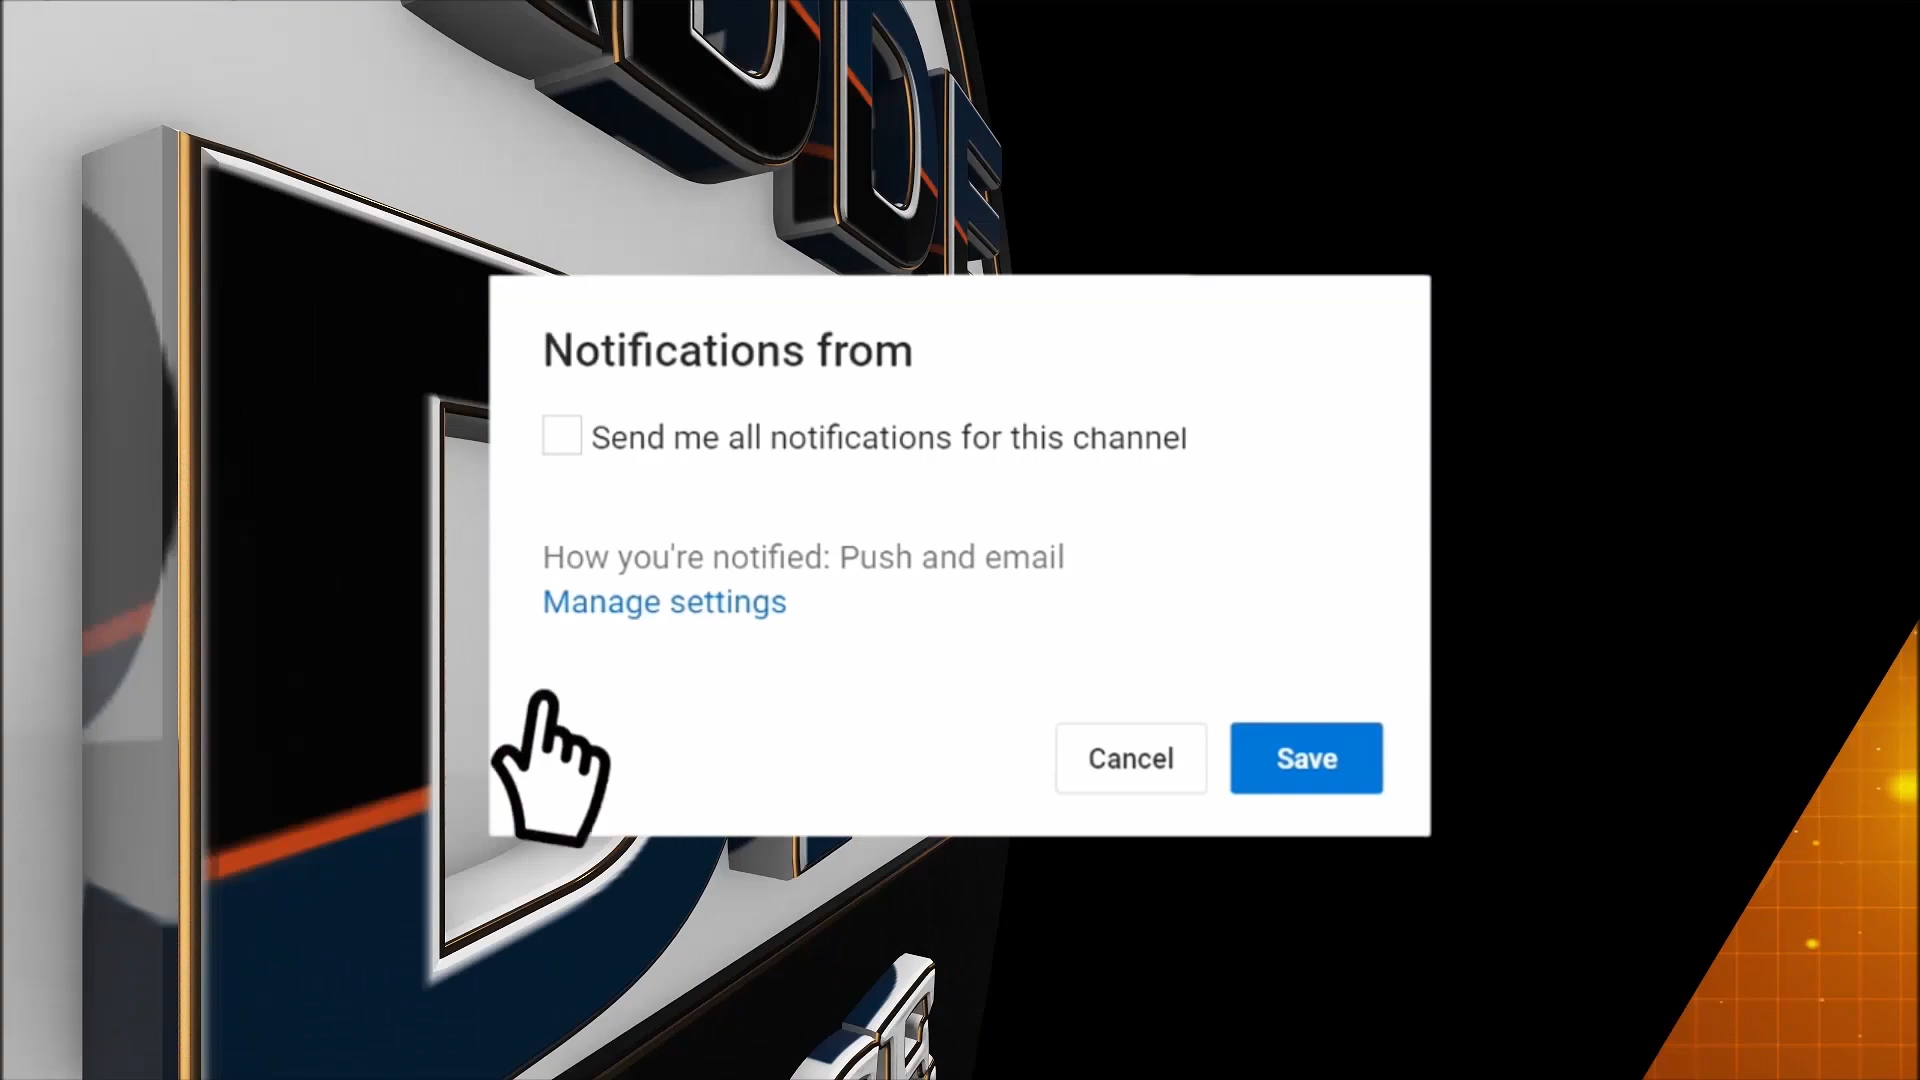 Notifications from
Send me all notifications for this channel
How you're notified: Push and email
Manage settings
Cancel
Save